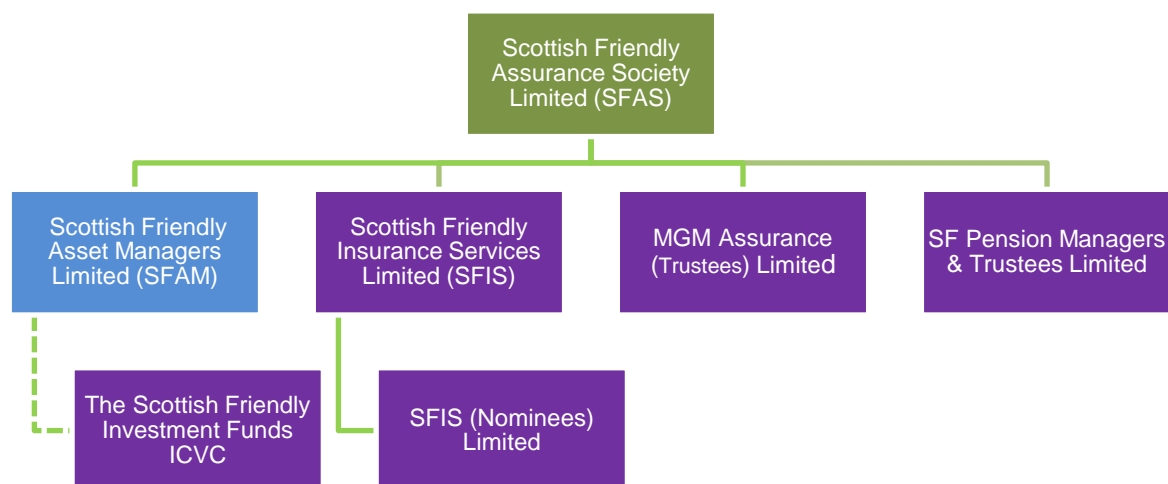 Scottish Friendly
Assurance Society
Limited (SFAS)
Scottish Friendly
Asset Managers
Limited (SFAM)
Scottish Friendly
Insurance Services
Limited (SFIS)
MGM Assurance
(Trustees) Limited
SF Pension Managers
& Trustees Limited
The Scottish Friendly
Investment Funds
ICVC
SFIS (Nominees)
Limited